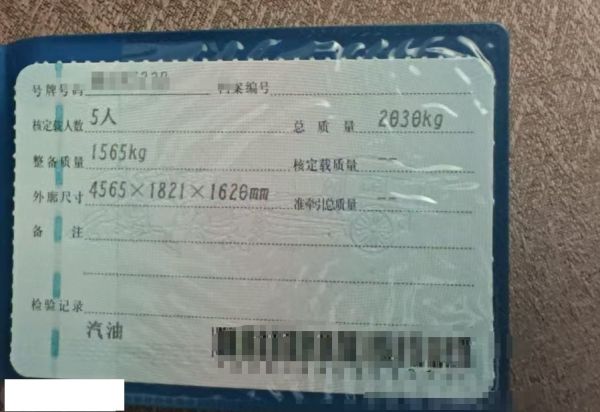 号牌号码 档案编号
核定载人数 5人 总质量 2030kg
整备质量 1565kg 核定载质量 --
外廓尺寸 4565×1821×1620mm 准牵引总质量 --
备注
检验记录
汽油